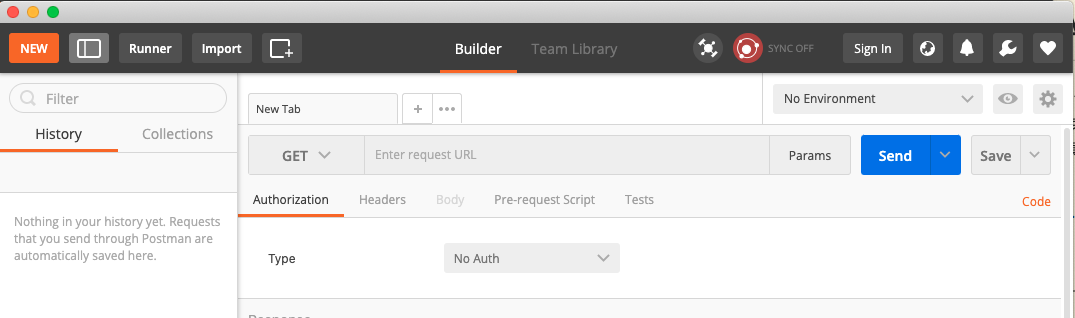 NEW
Runner
Import
Builder
Team Library
SYNC OFF
Sign In
Filter
History
Collections
Nothing in your history yet. Requests
that you send through Postman are
automatically saved here.
New Tab
No Environment
GET
Enter request URL
Params
Send
Save
Authorization
Headers
Body
Pre-request Script
Tests
Code
Type
No Auth
Response